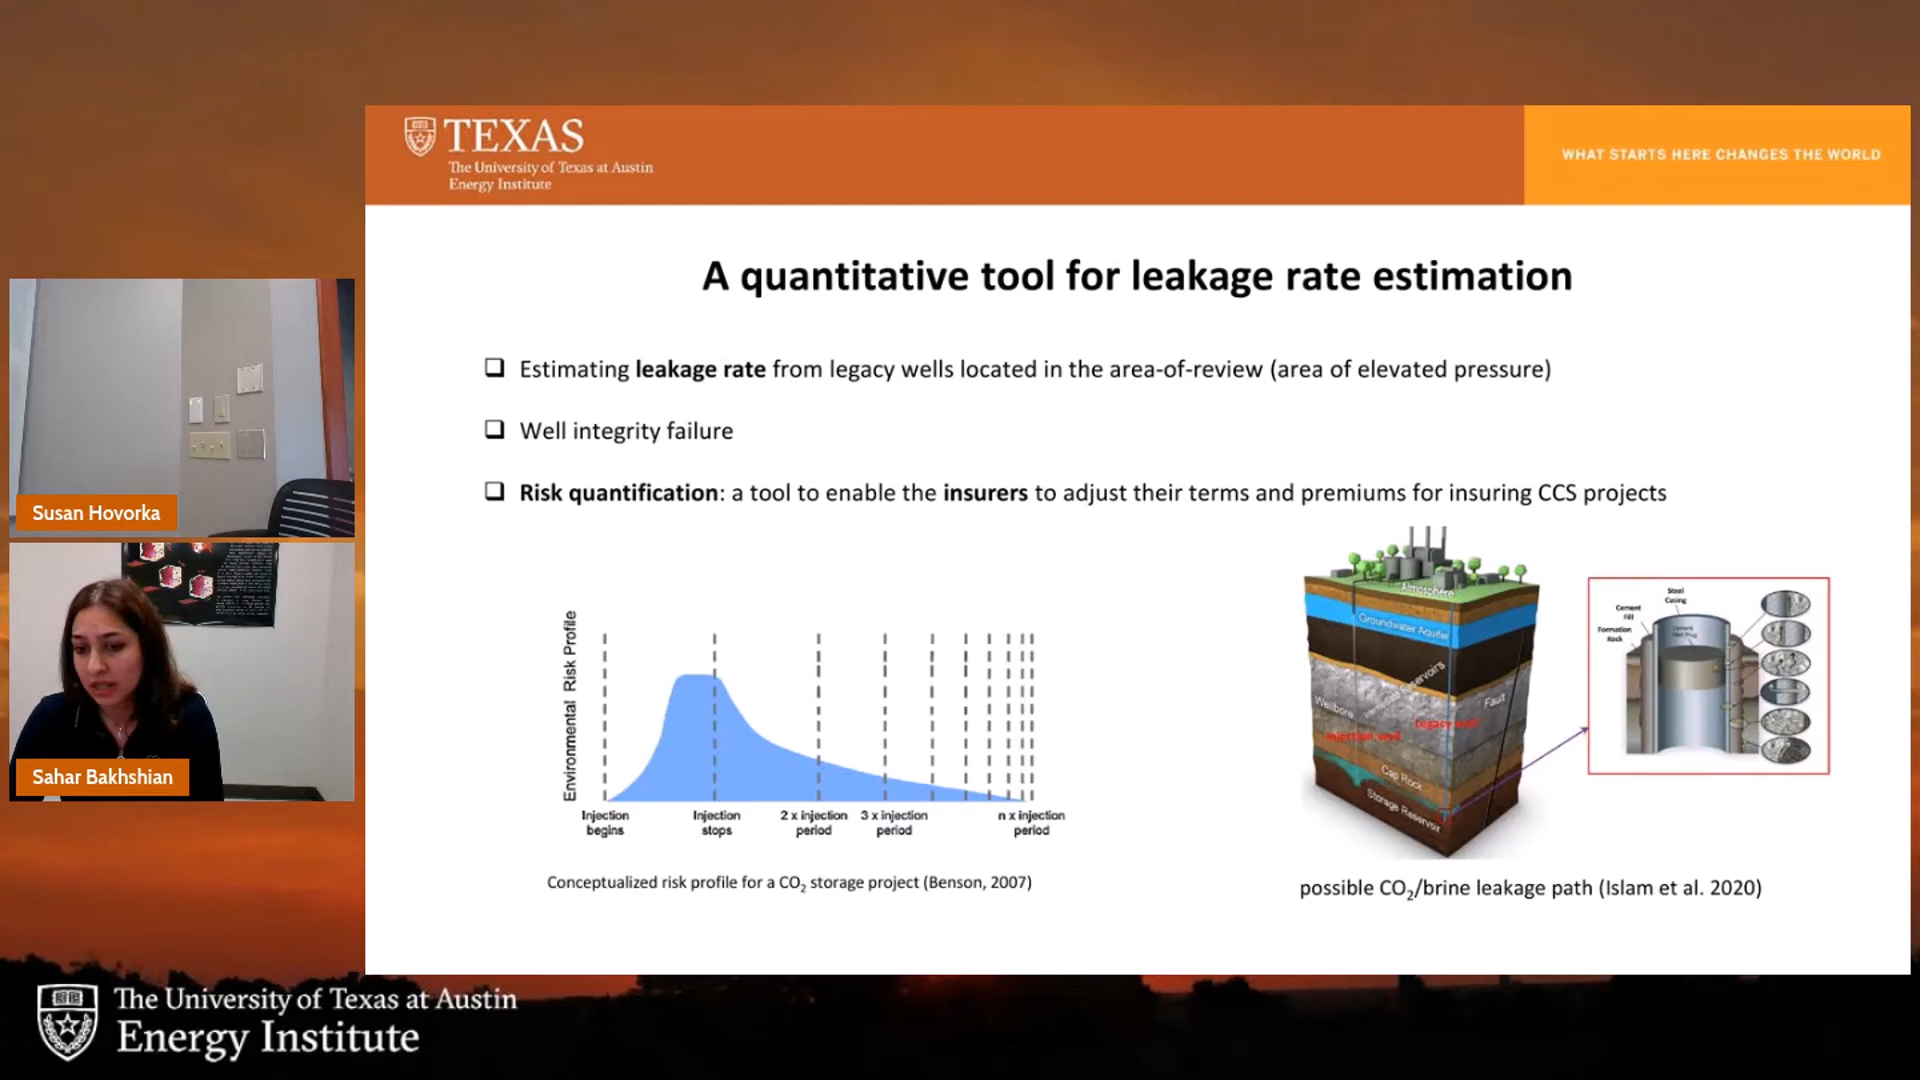 TEXAS
The University of Texas at Austin
Energy Institute
WHAT STARTS HERE CHANGES THE WORLD
A quantitative tool for leakage rate estimation
Estimating leakage rate from legacy wells located in the area-of-review (area of elevated pressure)
Well integrity failure
Risk quantification: a tool to enable the insurers to adjust their terms and premiums for insuring CCS projects
Susan Hovorka
Sahar Bakhshian
Environmental Risk Profile
Injection begins
Injection stops
2 x injection period
3 x injection period
n x injection period
Conceptualized risk profile for a CO2 storage project (Benson, 2007)
Atmosphere
Groundwater Aquifer
Reservoirs
Wellbore
Fault
Legacy well
Injection well
Cap Rock
Storage Reservoir
Steel Casing
Cement Fill
Formation Rock
Cement
possible CO2/brine leakage path (Islam et al. 2020)
The University of Texas at Austin
Energy Institute